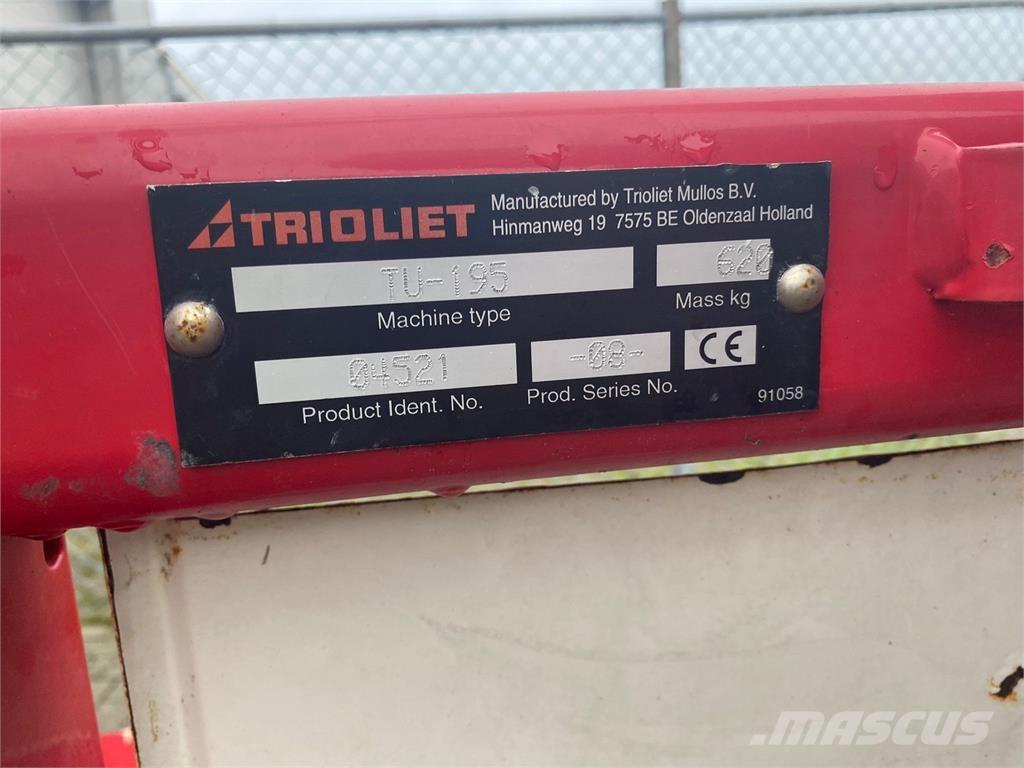 TRIOLIET
Manufactured by Trioliet Mullos B.V.
Hinmanweg 19 7575 BE Oldenzaal Holland
TU-195
Machine type
620
Mass kg
04521
Product Ident. No.
-08-
Prod. Series No.
CE
91058
MASCUS